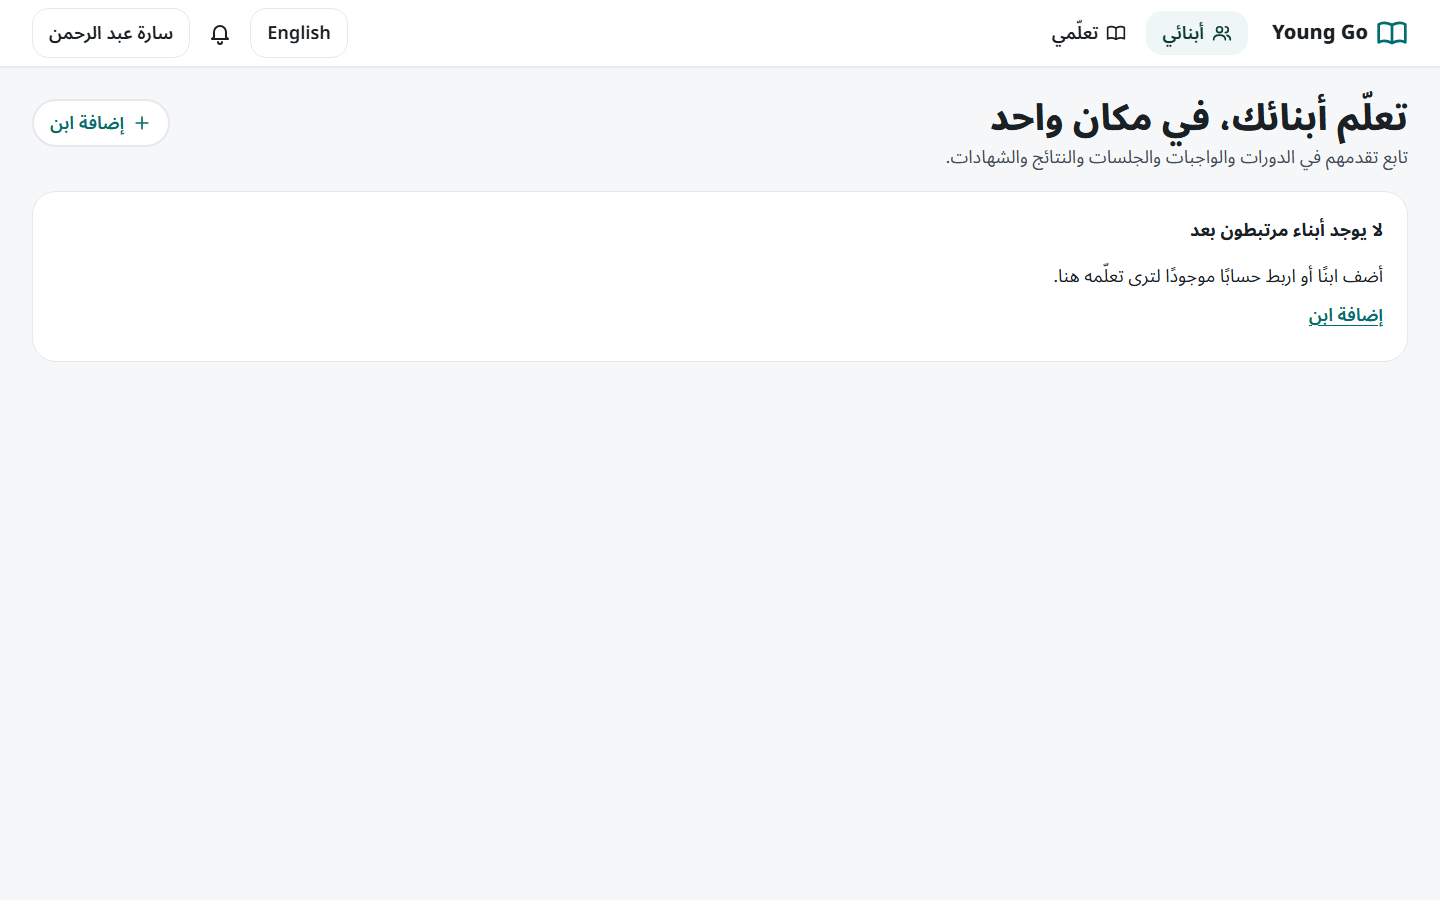 Young Go
أبنائي
تعلّمي
English
سارة عبد الرحمن
تعلّم أبنائك، في مكان واحد
تابع تقدمهم في الدورات والواجبات والجلسات والنتائج والشهادات.
+ إضافة ابن
لا يوجد أبناء مرتبطون بعد
أضف ابنًا أو اربط حسابًا موجودًا لترى تعلّمه هنا.
إضافة ابن